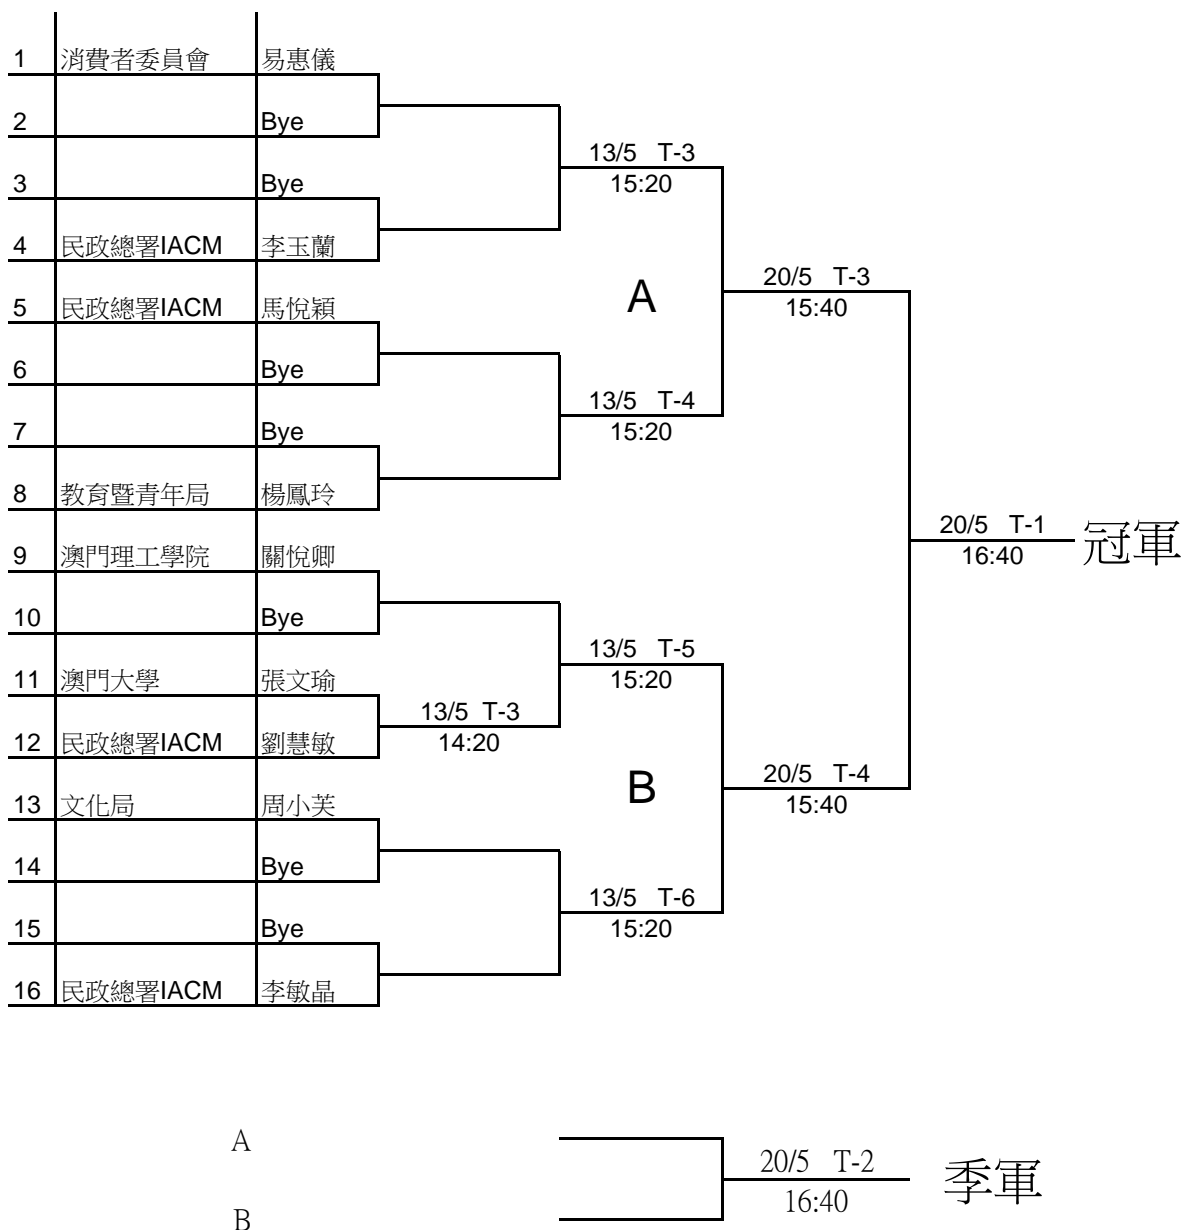 1 消費者委員會 易惠儀
2 Bye
13/5 T-3
15:20
3 Bye
4 民政總署IACM 李玉蘭
A
20/5 T-3
15:40
5 民政總署IACM 馬悅穎
6 Bye
13/5 T-4
15:20
7 Bye
8 教育暨青年局 楊鳳玲
20/5 T-1
16:40
冠軍
9 澳門理工學院 關悅卿
10 Bye
13/5 T-5
15:20
11 澳門大學 張文瑜
13/5 T-3
14:20
12 民政總署IACM 劉慧敏
B
20/5 T-4
15:40
13 文化局 周小芙
14 Bye
13/5 T-6
15:20
15 Bye
16 民政總署IACM 李敏晶
A
20/5 T-2
16:40
季軍
B